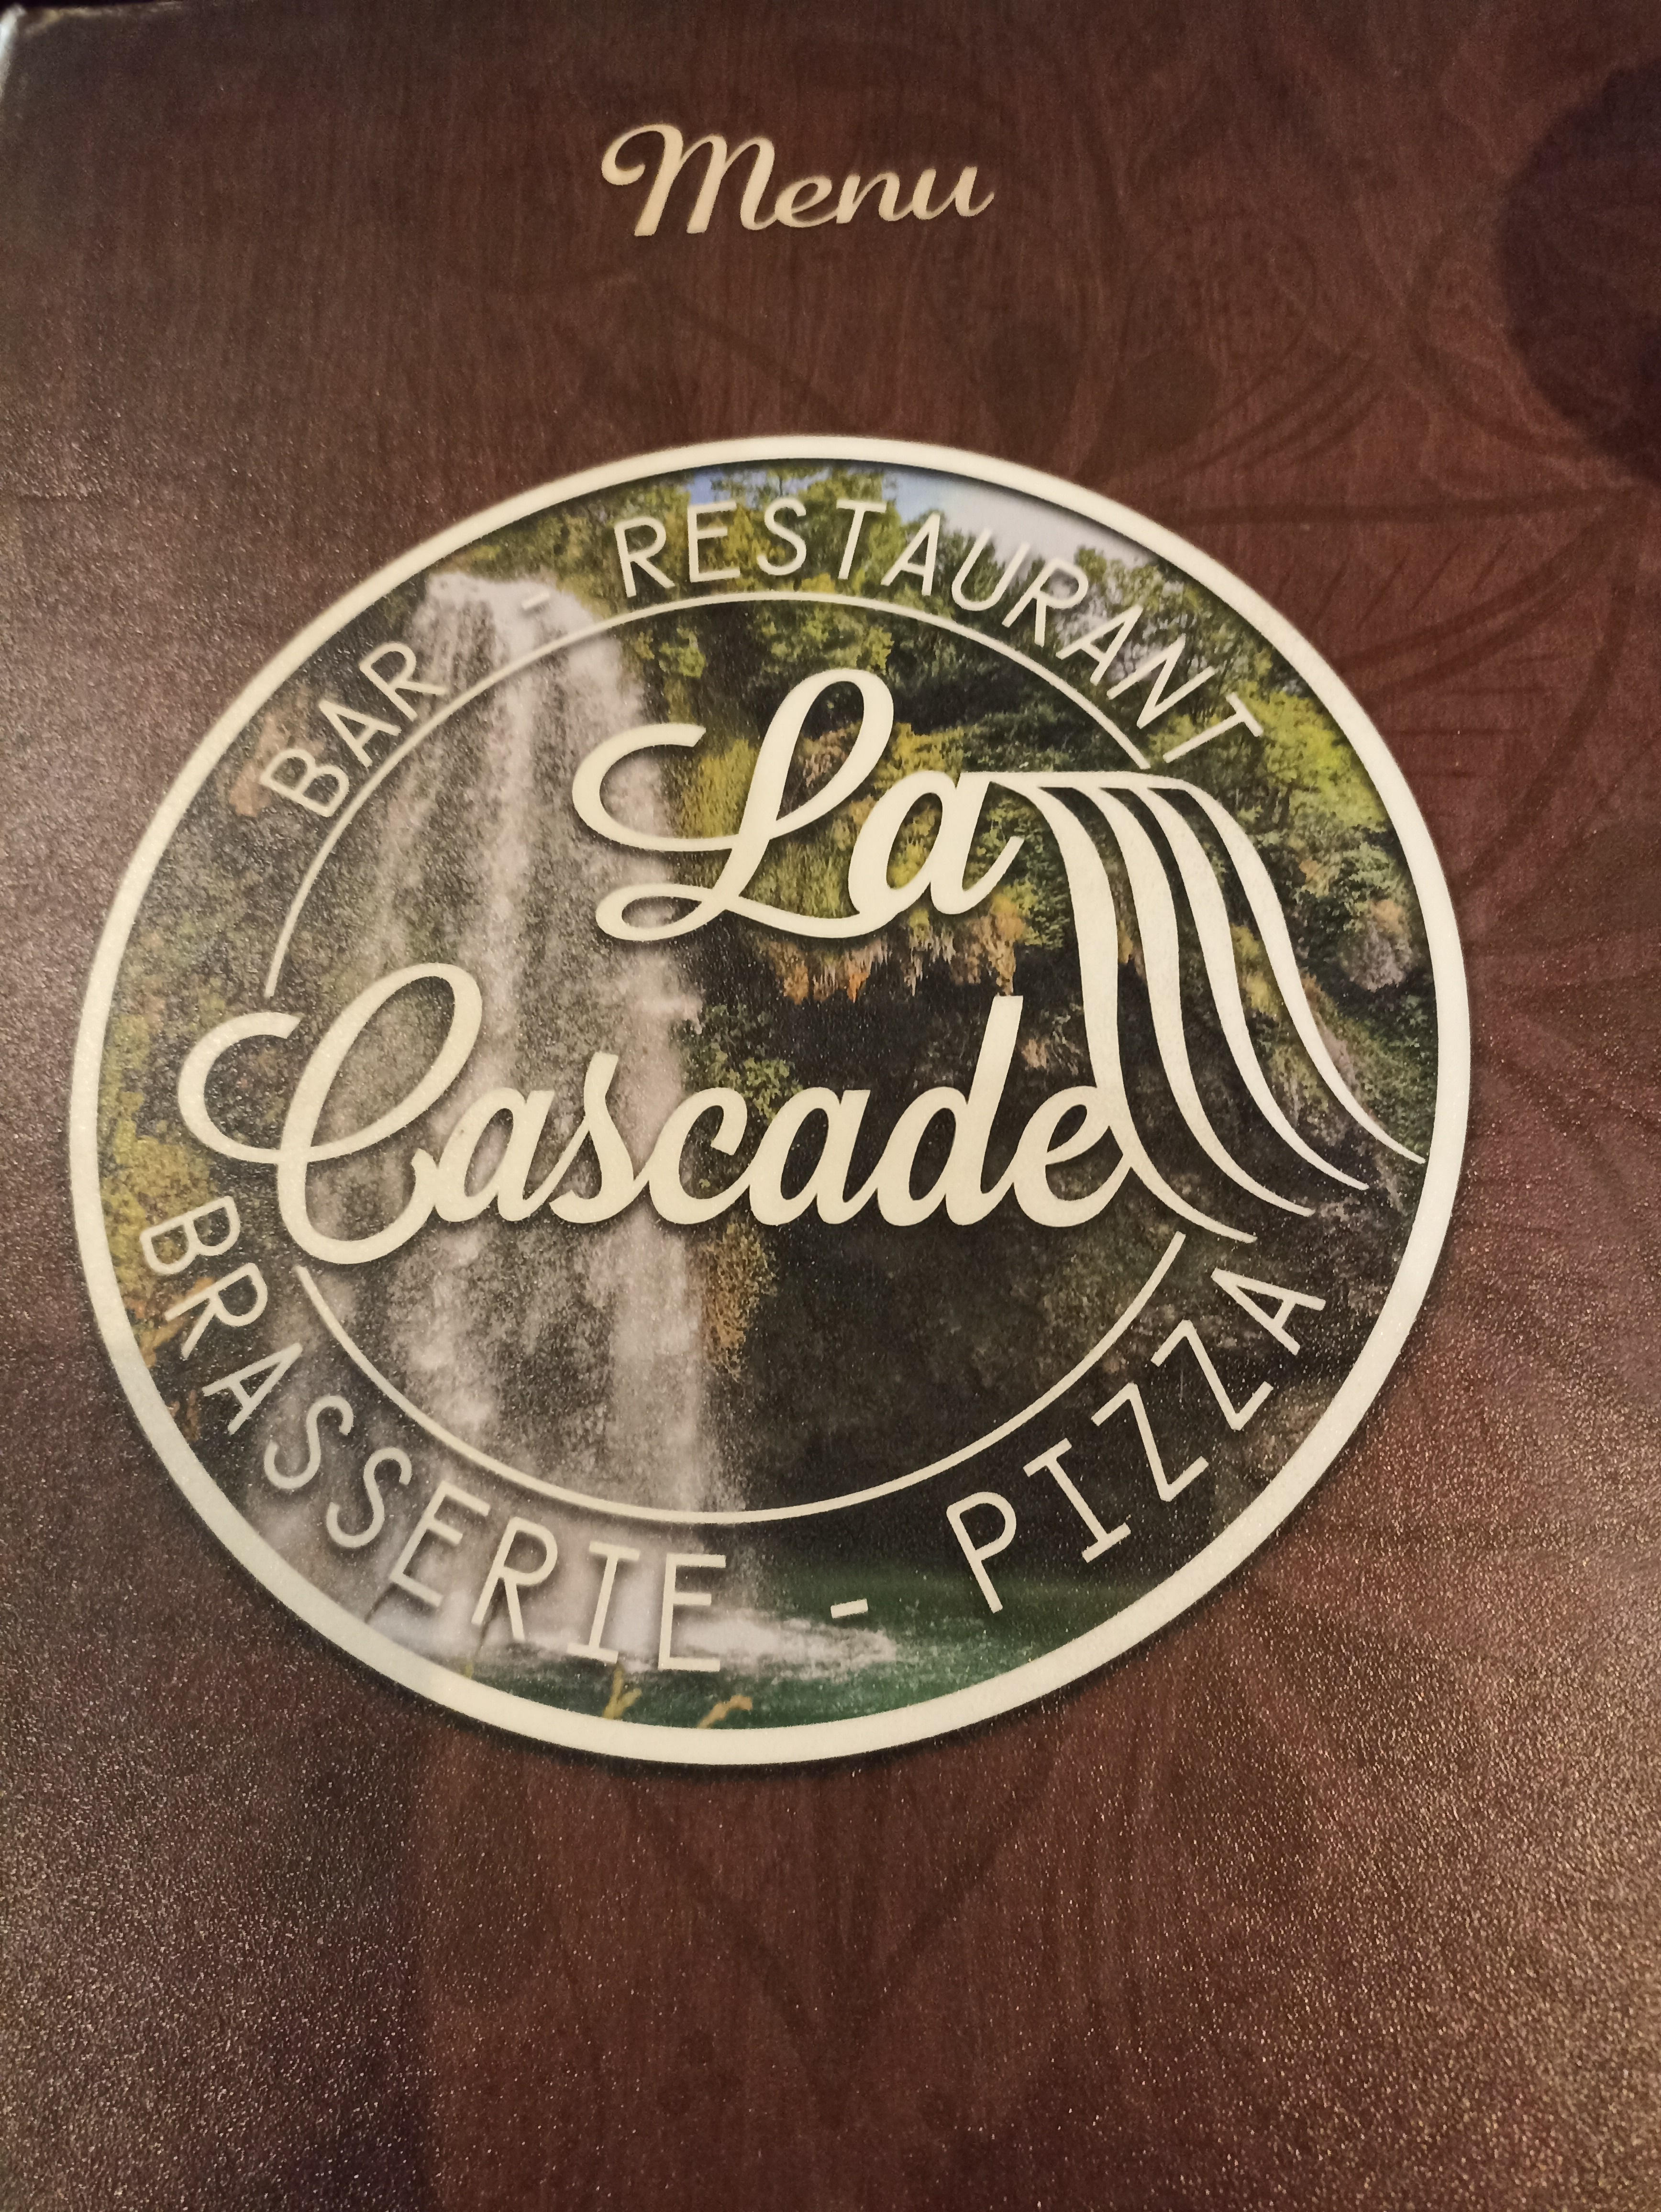 Menu
BAR - RESTAURANT
La
Cascade
BRASSERIE - PIZZA